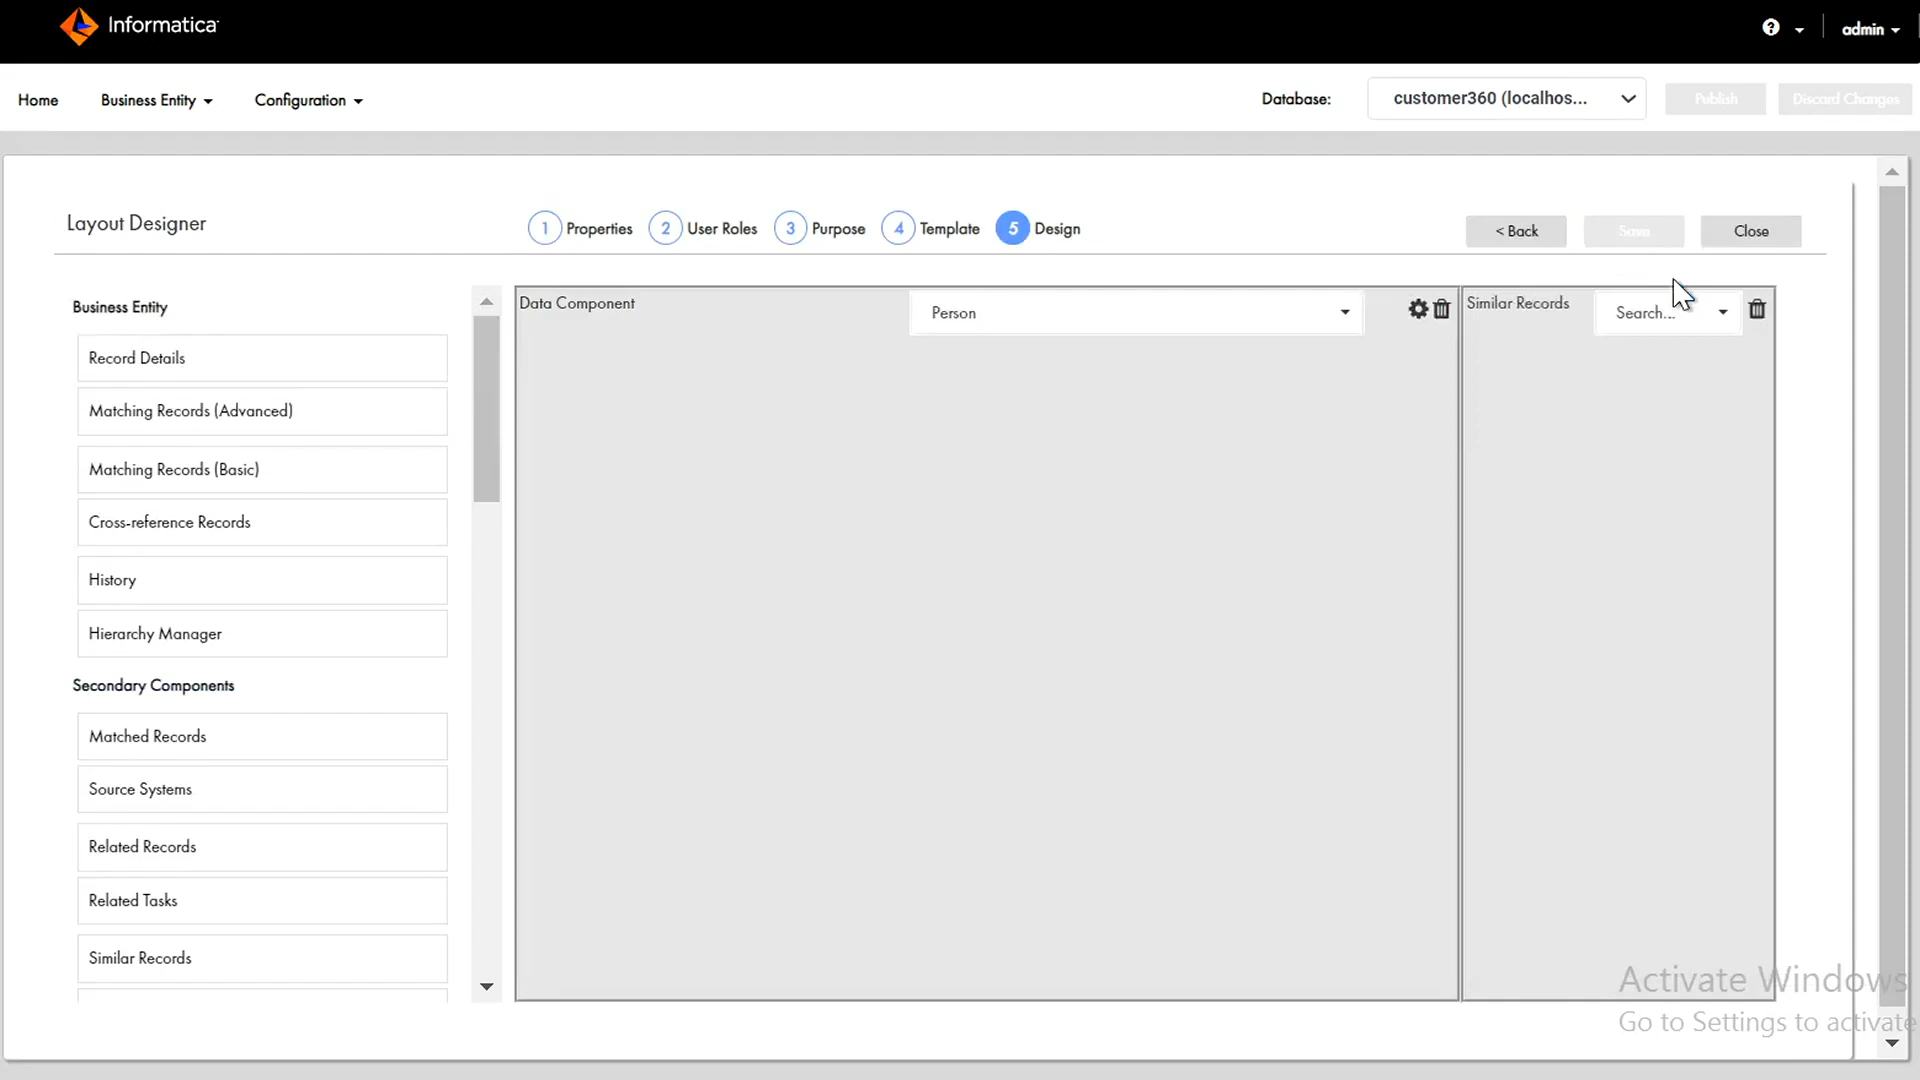 Informatica
? admin
Home Business Entity Configuration Database: customer360 (localhos... Publish Discard Changes
Layout Designer 1 Properties 2 User Roles 3 Purpose 4 Template 5 Design < Back Save Close
Business Entity
Record Details
Matching Records (Advanced)
Matching Records (Basic)
Cross-reference Records
History
Hierarchy Manager
Secondary Components
Matched Records
Source Systems
Related Records
Related Tasks
Similar Records
Data Component Person
Similar Records Search...
Activate Windows
Go to Settings to activate